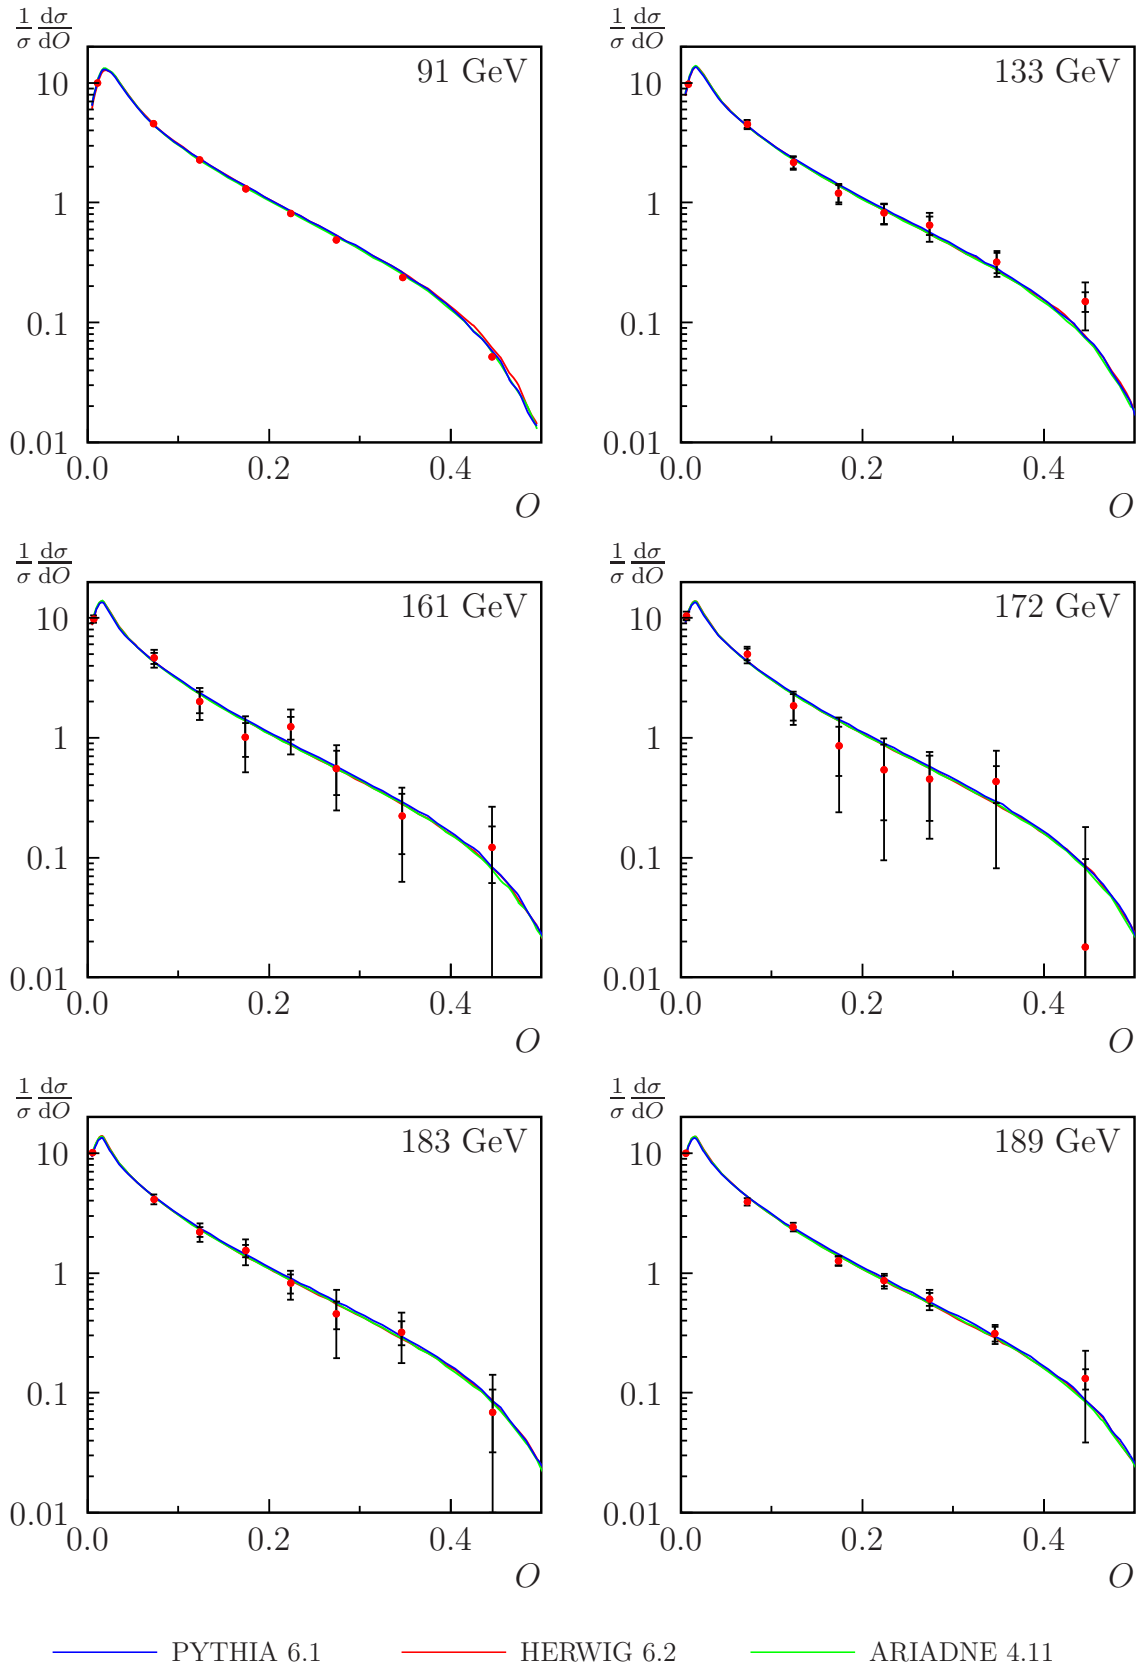 1/σ dσ/dO
91 GeV
10
1
0.1
0.01
0.0 0.2 0.4
O
1/σ dσ/dO
133 GeV
10
1
0.1
0.01
0.0 0.2 0.4
O
1/σ dσ/dO
161 GeV
10
1
0.1
0.01
0.0 0.2 0.4
O
1/σ dσ/dO
172 GeV
10
1
0.1
0.01
0.0 0.2 0.4
O
1/σ dσ/dO
183 GeV
10
1
0.1
0.01
0.0 0.2 0.4
O
1/σ dσ/dO
189 GeV
10
1
0.1
0.01
0.0 0.2 0.4
O
PYTHIA 6.1 HERWIG 6.2 ARIADNE 4.11